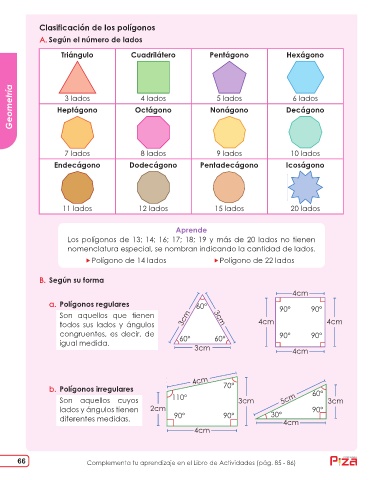 Clasificación de los polígonos
A. Según el número de lados
Geometría
Triángulo Cuadrilátero Pentágono Hexágono
3 lados 4 lados 5 lados 6 lados
Heptágono Octágono Nonágono Decágono
7 lados 8 lados 9 lados 10 lados
Endecágono Dodecágono Pentadecágono Icoságono
11 lados 12 lados 15 lados 20 lados
Aprende
Los polígonos de 13; 14; 16; 17; 18; 19 y más de 20 lados no tienen
nomenclatura especial, se nombran indicando la cantidad de lados.
Polígono de 14 lados Polígono de 22 lados
B. Según su forma
a. Polígonos regulares
Son aquellos que tienen
todos sus lados y ángulos
congruentes, es decir, de
igual medida.
60°
3cm 3cm
60° 60°
3cm
4cm
90° 90°
4cm 4cm
90° 90°
4cm
b. Polígonos irregulares
Son aquellos cuyos
lados y ángulos tienen
diferentes medidas.
4cm
70°
110°
3cm
2cm
90° 90°
4cm
60°
5cm 3cm
30° 90°
4cm
66
Complementa tu aprendizaje en el Libro de Actividades (pág. 85 - 86)